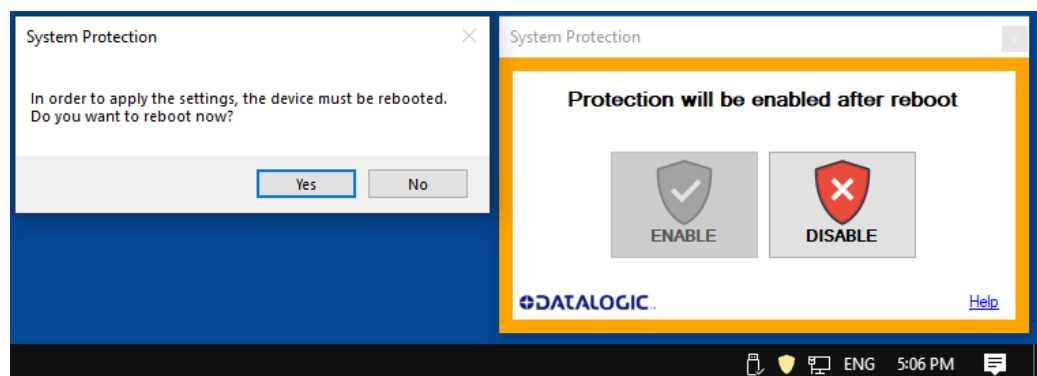 System Protection
In order to apply the settings, the device must be rebooted.
Do you want to reboot now?
Yes
No
System Protection
x
Protection will be enabled after reboot
ENABLE
DISABLE
DATALOGIC™
Help
ENG
5:06 PM